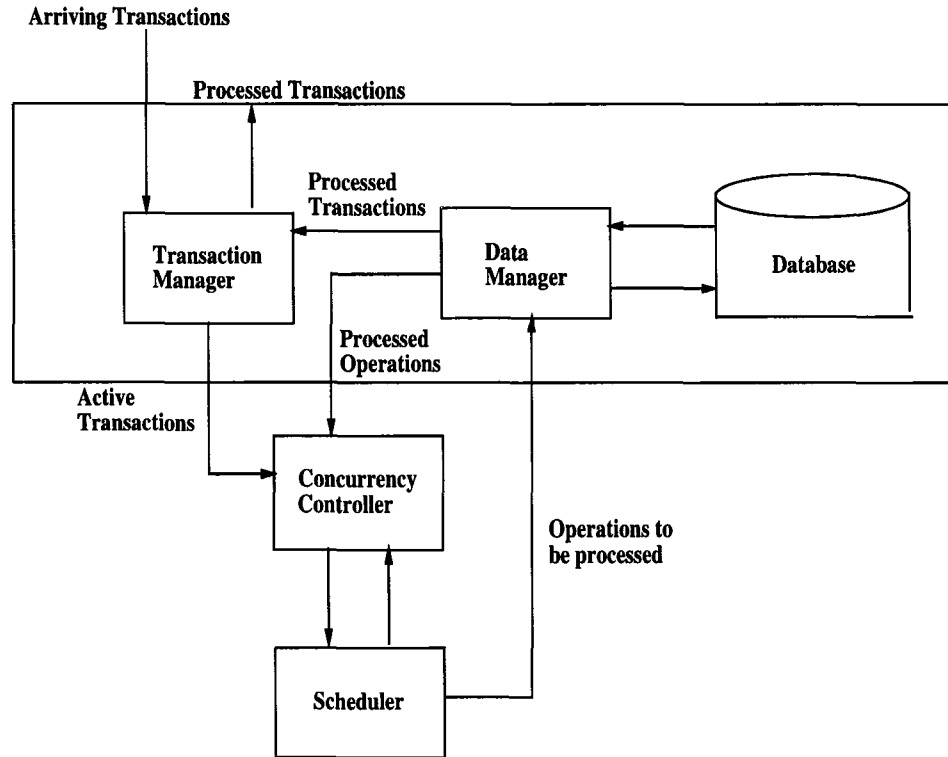 Arriving Transactions
Processed Transactions
Processed
Transactions
Transaction
Manager
Data
Manager
Database
Processed
Operations
Active
Transactions
Concurrency
Controller
Operations to
be processed
Scheduler